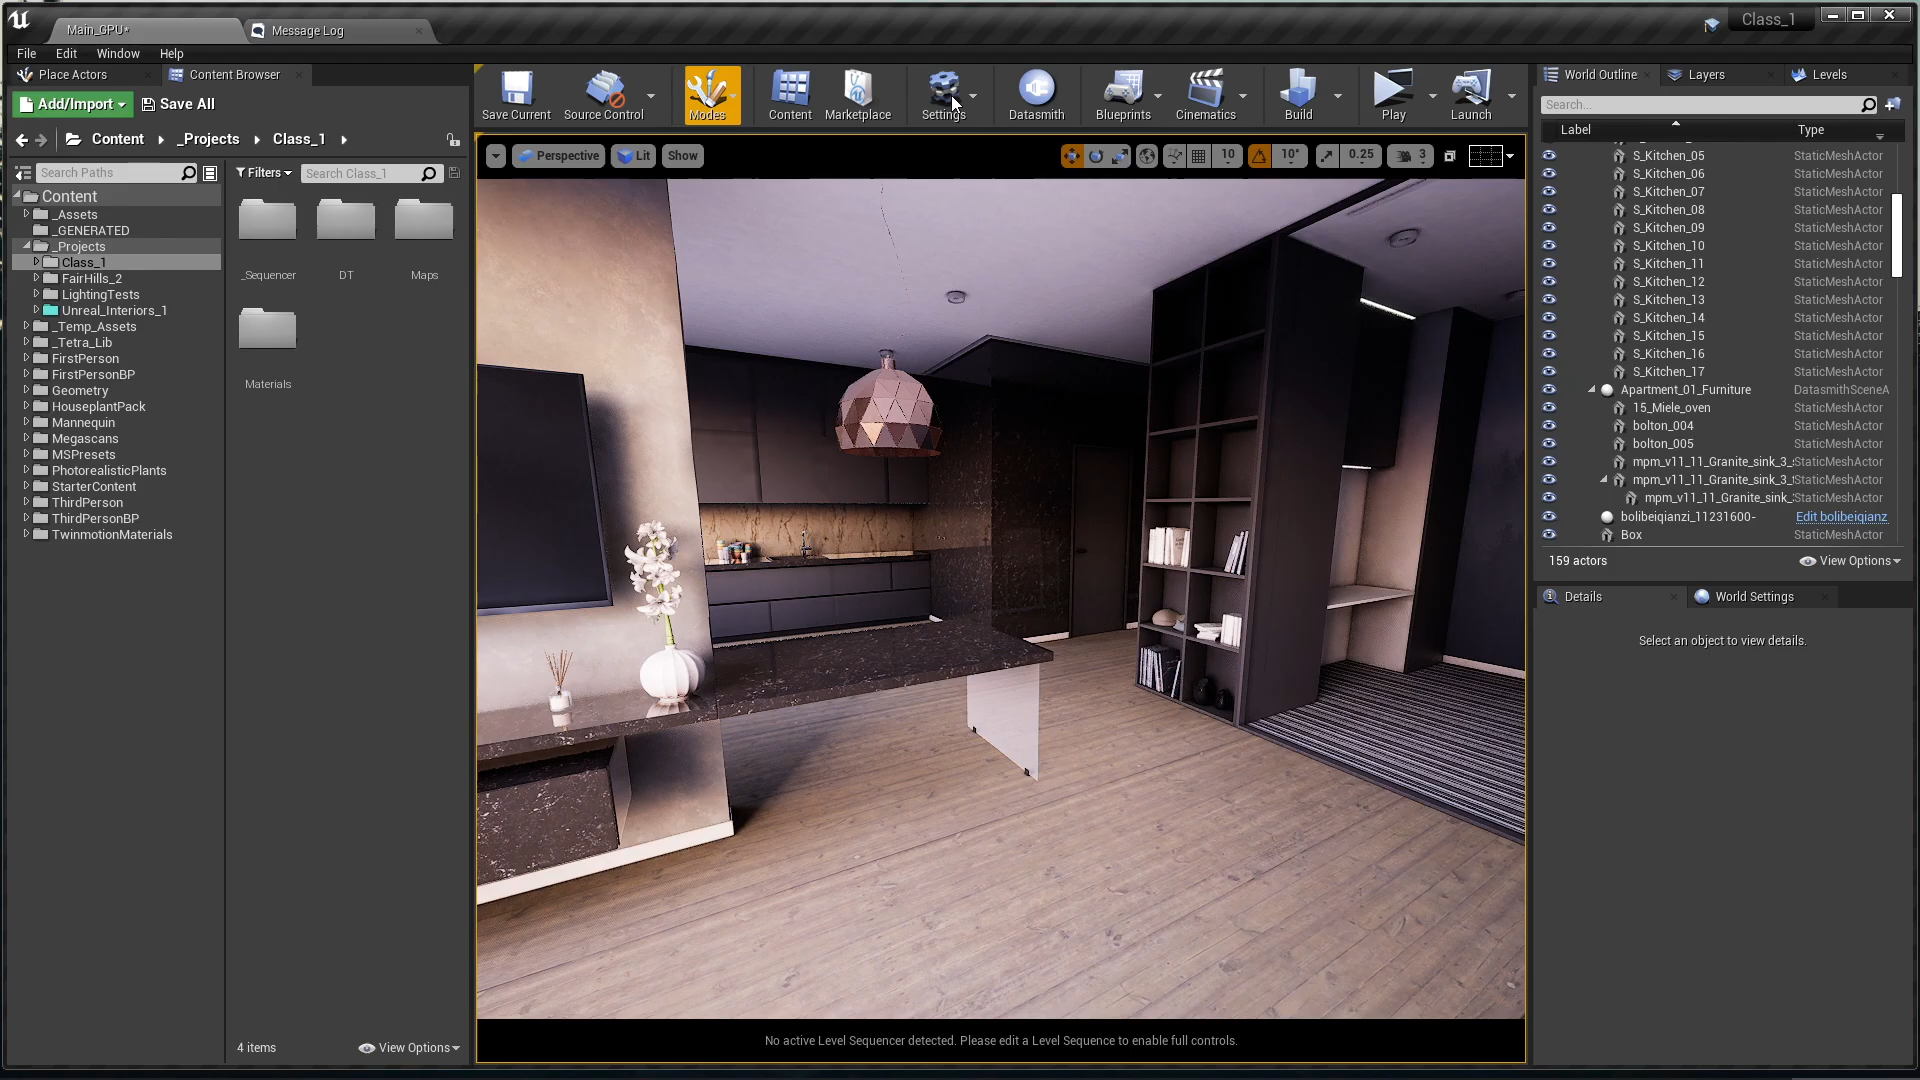 Main_GPU*
Message Log
Class_1
File Edit Window Help
Place Actors
Content Browser
Add/Import
Save All
Content
_Projects
Class_1
Search Paths
Filters
Search Class_1
Content
_Assets
_GENERATED
_Projects
Class_1
FairHills_2
LightingTests
Unreal_Interiors_1
_Temp_Assets
_Tetra_Lib
FirstPerson
FirstPersonBP
Geometry
HouseplantPack
Mannequin
Megascans
MSPresets
PhotorealisticPlants
StarterContent
ThirdPerson
ThirdPersonBP
TwinmotionMaterials
_Sequencer
DT
Maps
Materials
4 items
View Options
Save Current
Source Control
Modes
Content
Marketplace
Settings
Datasmith
Blueprints
Cinematics
Build
Play
Launch
Perspective
Lit
Show
10
10°
0.25
3
No active Level Sequencer detected. Please edit a Level Sequence to enable full controls.
World Outline
Layers
Levels
Search...
Label Type
S_Kitchen_05 StaticMeshActor
S_Kitchen_06 StaticMeshActor
S_Kitchen_07 StaticMeshActor
S_Kitchen_08 StaticMeshActor
S_Kitchen_09 StaticMeshActor
S_Kitchen_10 StaticMeshActor
S_Kitchen_11 StaticMeshActor
S_Kitchen_12 StaticMeshActor
S_Kitchen_13 StaticMeshActor
S_Kitchen_14 StaticMeshActor
S_Kitchen_15 StaticMeshActor
S_Kitchen_16 StaticMeshActor
S_Kitchen_17 StaticMeshActor
Apartment_01_Furniture DatasmithSceneA
15_Miele_oven StaticMeshActor
bolton_004 StaticMeshActor
bolton_005 StaticMeshActor
mpm_v11_11_Granite_sink_3_ StaticMeshActor
mpm_v11_11_Granite_sink_3_ StaticMeshActor
mpm_v11_11_Granite_sink_ StaticMeshActor
bolibeiqianzi_11231600- Edit bolibeiqianz
Box StaticMeshActor
159 actors
View Options
Details
World Settings
Select an object to view details.